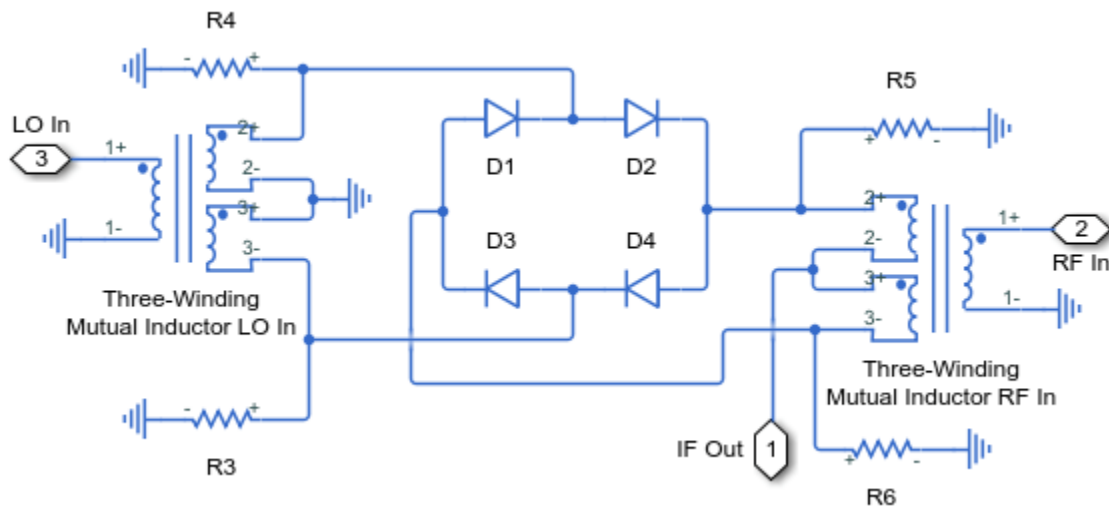 R4
- +
R5
LO In
3
1+
2+
2-
3+
3-
1-
D1
D2
D3
D4
+ -
2+
2-
3+
3-
1+
2
RF In
1-
Three-Winding
Mutual Inductor LO In
Three-Winding
Mutual Inductor RF In
- +
R3
IF Out
1
+ -
R6